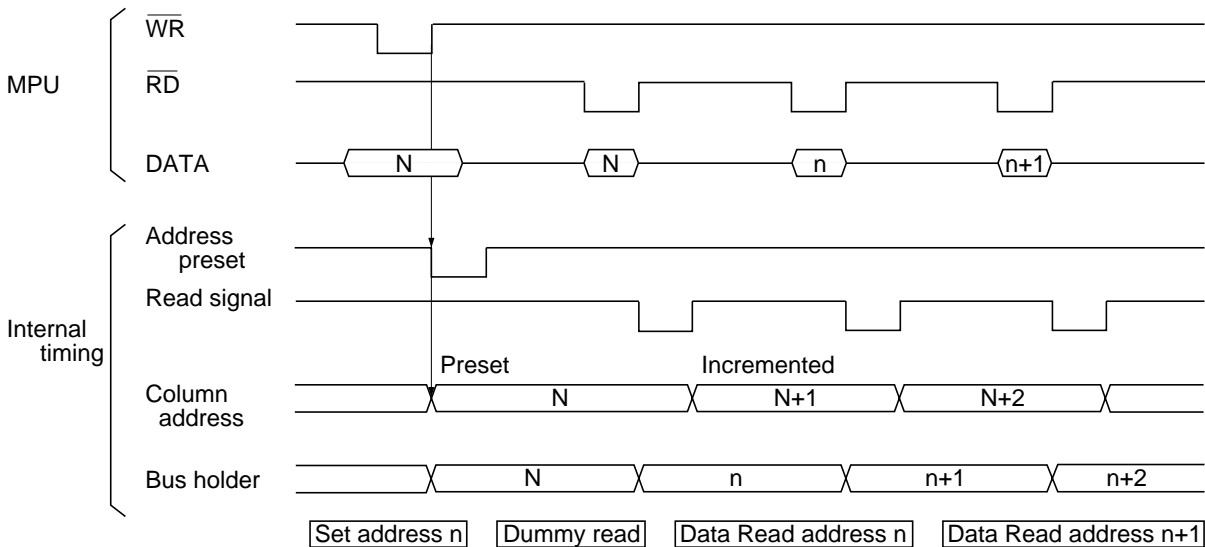 MPU
WR
RD
DATA N N n n+1
Internal
timing
Address
preset
Read signal
Preset Incremented
Column
address
N N+1 N+2
Bus holder N n n+1 n+2
Set address n Dummy read Data Read address n Data Read address n+1